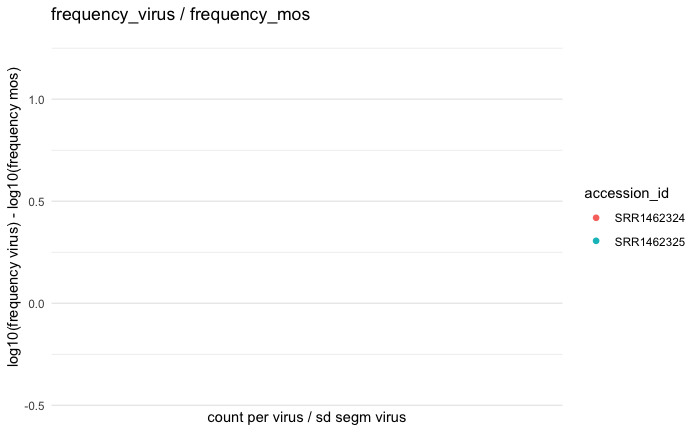 frequency_virus / frequency_mos
log10(frequency virus) - log10(frequency mos)
1.0
0.5
0.0
-0.5
count per virus / sd segm virus
accession_id
SRR1462324
SRR1462325